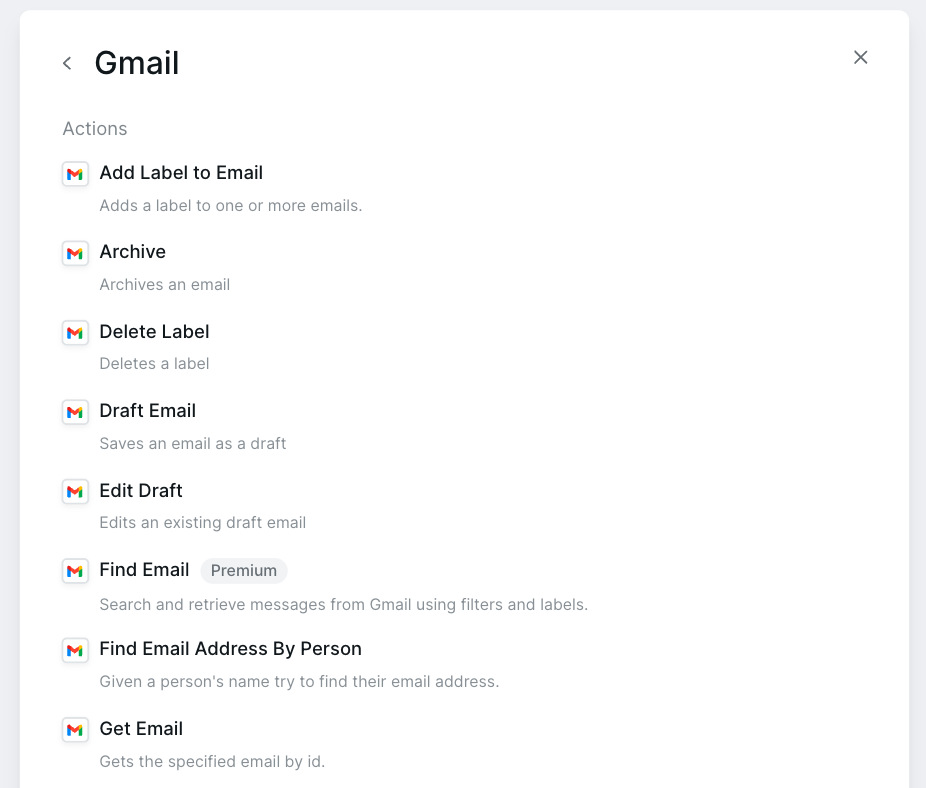 Gmail
Actions
Add Label to Email
Adds a label to one or more emails.
Archive
Archives an email
Delete Label
Deletes a label
Draft Email
Saves an email as a draft
Edit Draft
Edits an existing draft email
Find Email Premium
Search and retrieve messages from Gmail using filters and labels.
Find Email Address By Person
Given a person's name try to find their email address.
Get Email
Gets the specified email by id.